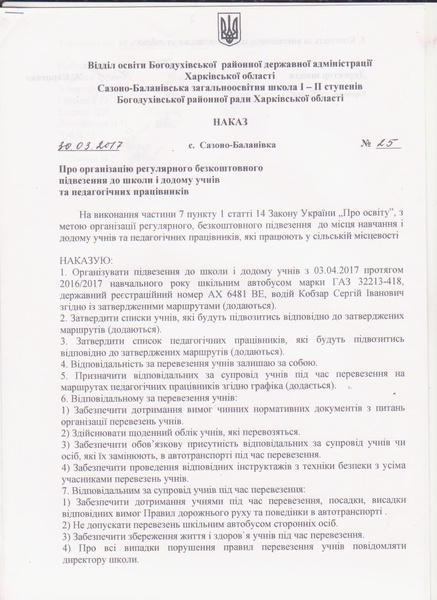 Відділ освіти Богодухівської районної державної адміністрації
Харківської області
Сазоно-Баланівська загальноосвітня школа І – ІІ ступенів
Богодухівської районної ради Харківської області
НАКАЗ
30.03.2017 с. Сазоно-Баланівка № 25
Про організацію регулярного безкоштовного
підвезення до школи і додому учнів
та педагогічних працівників
На виконання частини 7 пункту 1 статті 14 Закону України „Про освіту”, з
метою організації регулярного, безкоштовного підвезення до місця навчання і
додому учнів та педагогічних працівників, які працюють у сільській місцевості
НАКАЗУЮ:
1. Організувати підвезення до школи і додому учнів з 03.04.2017 протягом
2016/2017 навчального року шкільним автобусом марки ГАЗ 32213-418,
державний реєстраційний номер АХ 6481 ВЕ, водій Кобзар Сергій Іванович
згідно із затвердженими маршрутами (додаються).
2. Затвердити списки учнів, які будуть підвозитись відповідно до затверджених
маршрутів (додаються).
3. Затвердити список педагогічних працівників, які будуть підвозитись
відповідно до затверджених маршрутів (додаються).
4. Відповідальність за перевезення учнів залишаю за собою.
5. Призначити відповідальних за супровід учнів під час перевезення на
маршрутах педагогічних працівників згідно графіка (додається).
6. Відповідальному за перевезення учнів:
1) Забезпечити дотримання вимог чинних нормативних документів з питань
організації перевезень учнів.
2) Здійснювати щоденний облік учнів, які перевозяться.
3) Забезпечити обов’язкову присутність відповідальних за супровід учнів чи
осіб, які їх замінюють, в автотранспорті під час перевезення.
4) Забезпечити проведення відповідних інструктажів з техніки безпеки з усіма
учасниками перевезень учнів.
7. Відповідальним за супровід учнів під час перевезення:
1) Забезпечити дотримання учнями під час перевезення, посадки, висадки
відповідних вимог Правил дорожнього руху та поведінки в автотранспорті .
2) Не допускати перевезень шкільним автобусом сторонніх осіб.
3) Забезпечити збереження життя і здоров`я учнів під час перевезення.
4) Про всі випадки порушення правил перевезення учнів повідомляти
директору школи.